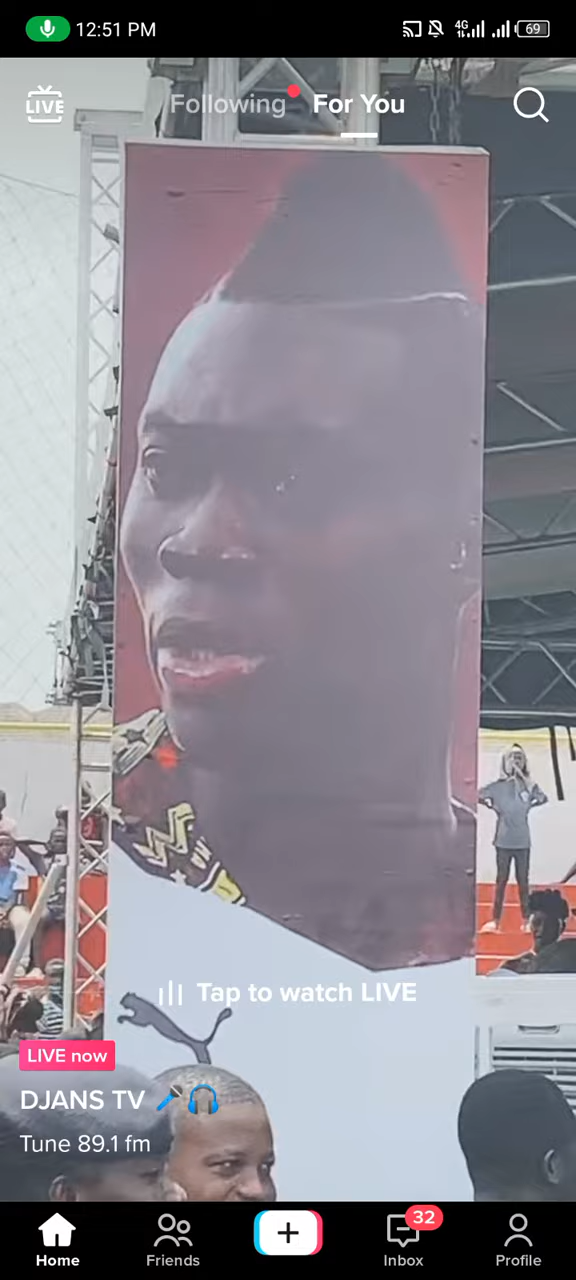 12:51 PM
4G
69
LIVE
Following
For You
Tap to watch LIVE
LIVE now
DJANS TV
Tune 89.1 fm
Home
Friends
Inbox
32
Profile